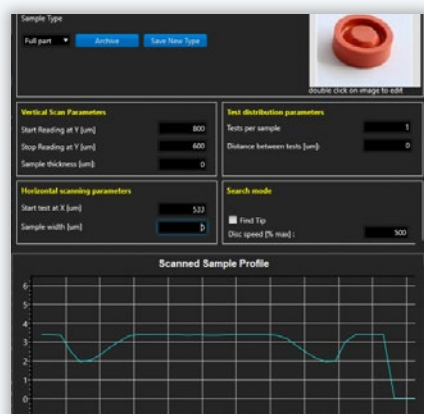 Sample Type
Full part ▼ Archive Save New Type
double click on image to edit
Vertical Scan Parameters
Start Reading at Y [um] 800
Stop Reading at Y [um] 600
Sample thickness [um]: 0
Test distribution parameters
Tests per sample 1
Distance between tests [um]: 0
Horizontal scanning parameters
Start test at X [um] 533
Sample width [um]
Search mode
Find Tip
Disc speed [% max] : 500
Scanned Sample Profile
6
5
4
3
2
1
0